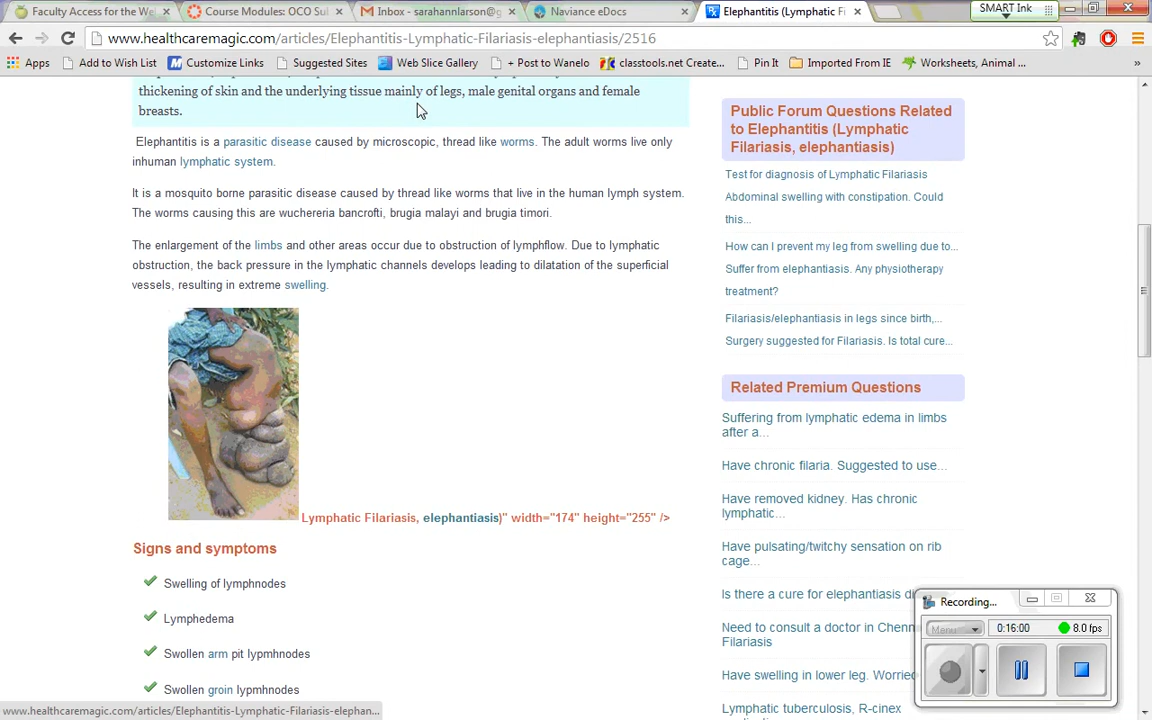 Faculty Access for the We
Course Modules: OCO Su
Inbox - sarahannlarson@g
Naviance eDocs
Elephantitis (Lymphatic F
SMART Ink
www.healthcaremagic.com/articles/Elephantitis-Lymphatic-Filariasis-elephantiasis/2516
Apps
Add to Wish List
Customize Links
Suggested Sites
Web Slice Gallery
+ Post to Wanelo
classtools.net Create...
Pin It
Imported From IE
Worksheets, Animal ...
»
thickening of skin and the underlying tissue mainly of legs, male genital organs and female
breasts.
Elephantitis is a parasitic disease caused by microscopic, thread like worms. The adult worms live only
inhuman lymphatic system.
It is a mosquito borne parasitic disease caused by thread like worms that live in the human lymph system.
The worms causing this are wuchereria bancrofti, brugia malayi and brugia timori.
The enlargement of the limbs and other areas occur due to obstruction of lymphflow. Due to lymphatic
obstruction, the back pressure in the lymphatic channels develops leading to dilatation of the superficial
vessels, resulting in extreme swelling.
Lymphatic Filariasis, elephantiasis)" width="174" height="255" />
Signs and symptoms
Swelling of lymphnodes
Lymphedema
Swollen arm pit lypmhnodes
Swollen groin lypmhnodes
Public Forum Questions Related
to Elephantitis (Lymphatic
Filariasis, elephantiasis)
Test for diagnosis of Lymphatic Filariasis
Abdominal swelling with constipation. Could
this...
How can I prevent my leg from swelling due to...
Suffer from elephantiasis. Any physiotherapy
treatment?
Filariasis/elephantiasis in legs since birth,...
Surgery suggested for Filariasis. Is total cure...
Related Premium Questions
Suffering from lymphatic edema in limbs
after a...
Have chronic filaria. Suggested to use...
Have removed kidney. Has chronic
lymphatic...
Have pulsating/twitchy sensation on rib
cage...
Is there a cure for elephantiasis di
Need to consult a doctor in Chenn
Filariasis
Have swelling in lower leg. Worried
Lymphatic tuberculosis, R-cinex
Recording...
Menu
0:16:00
8.0 fps
www.healthcaremagic.com/articles/Elephantitis-Lymphatic-Filariasis-elephan...